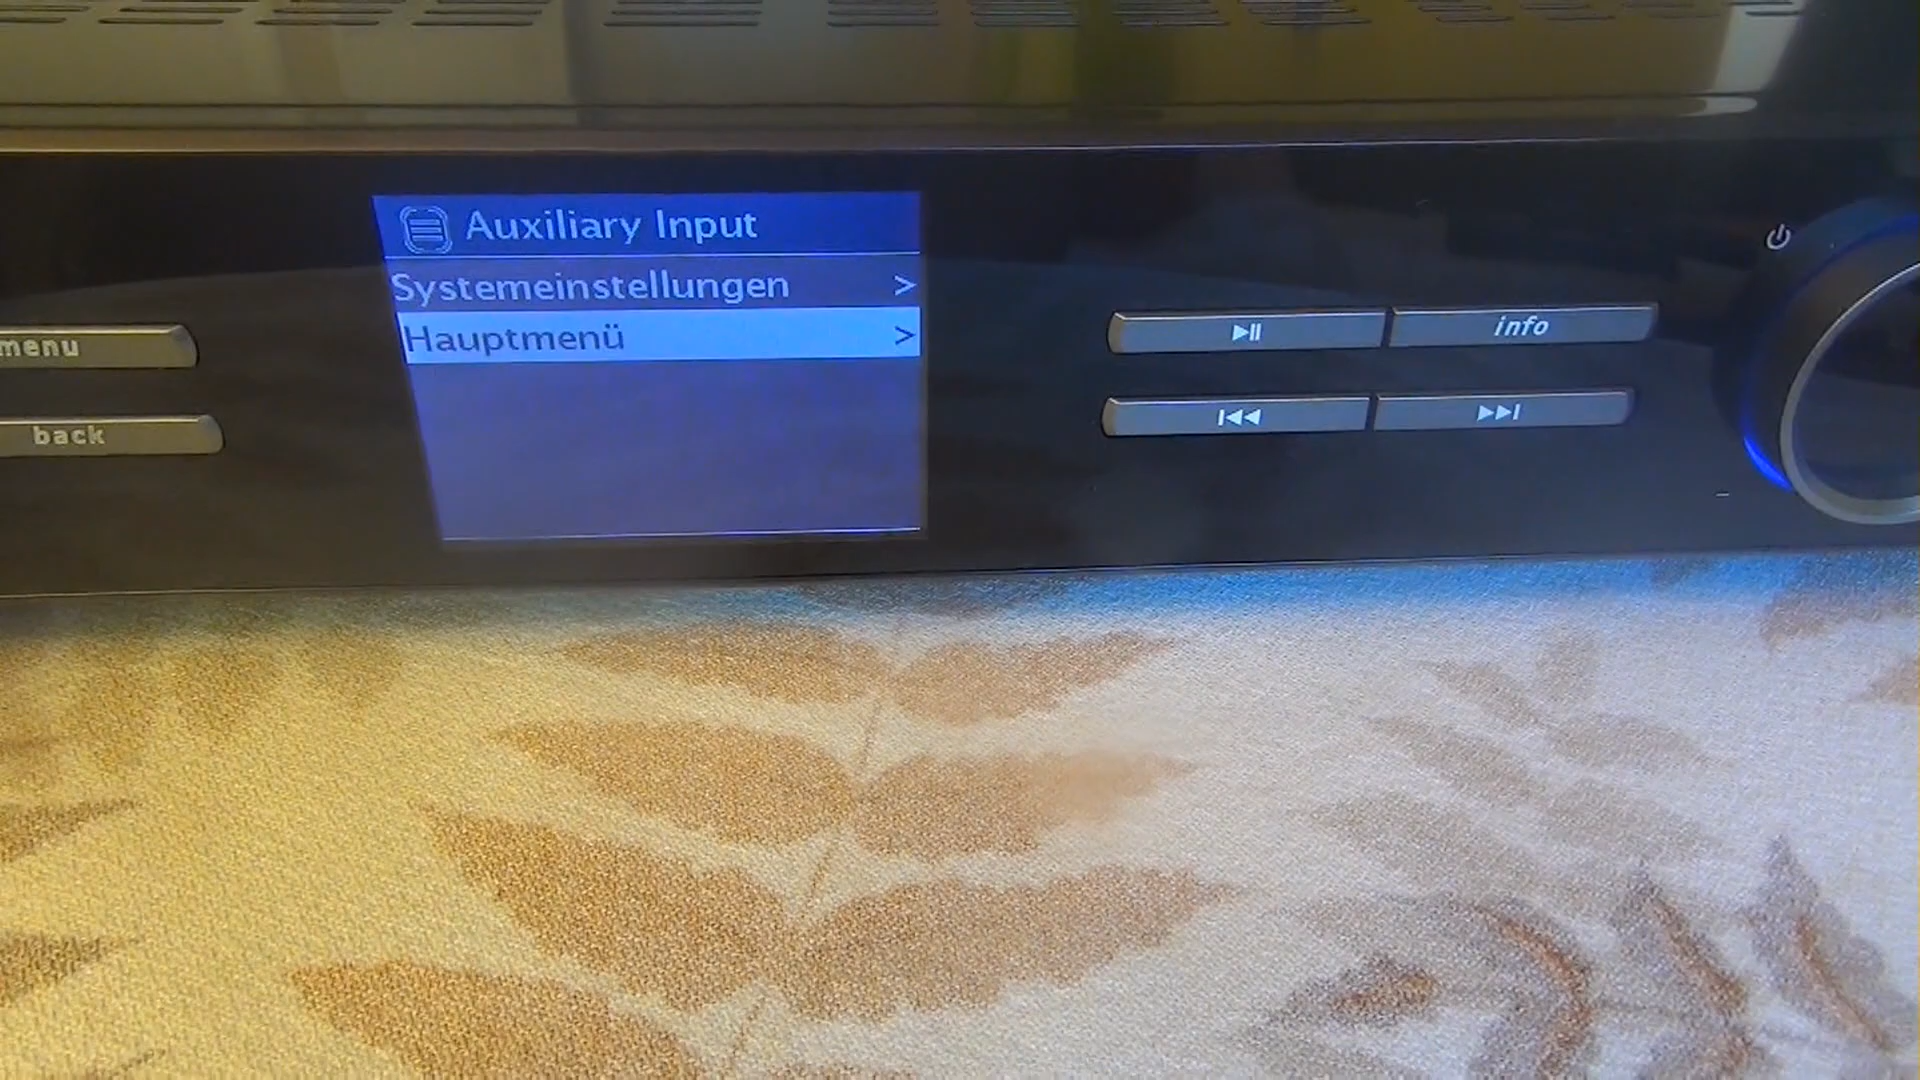 Auxiliary Input
Systemeinstellungen >
Hauptmenü >
menu
back
info